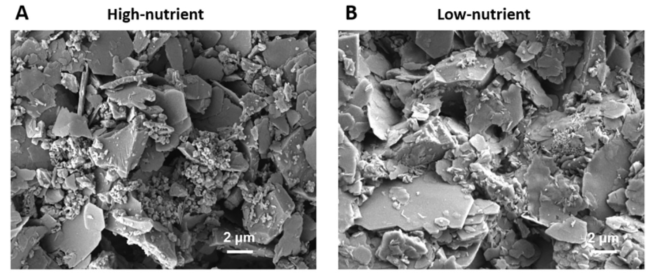 A High-nutrient
B Low-nutrient
2 µm
2 µm